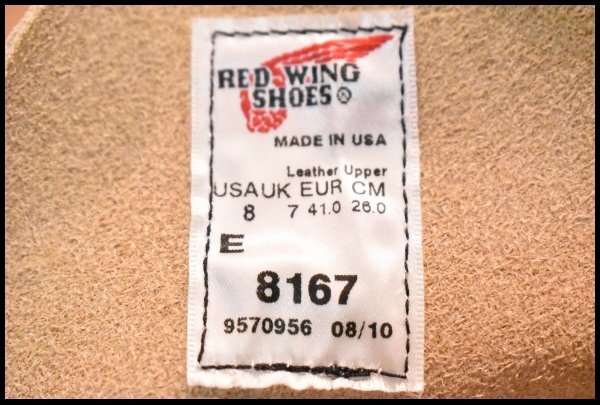 RED WING
SHOES®
MADE IN USA
Leather Upper
USA UK EUR CM
8 7 41.0 26.0
E
8167
9570956 08/10